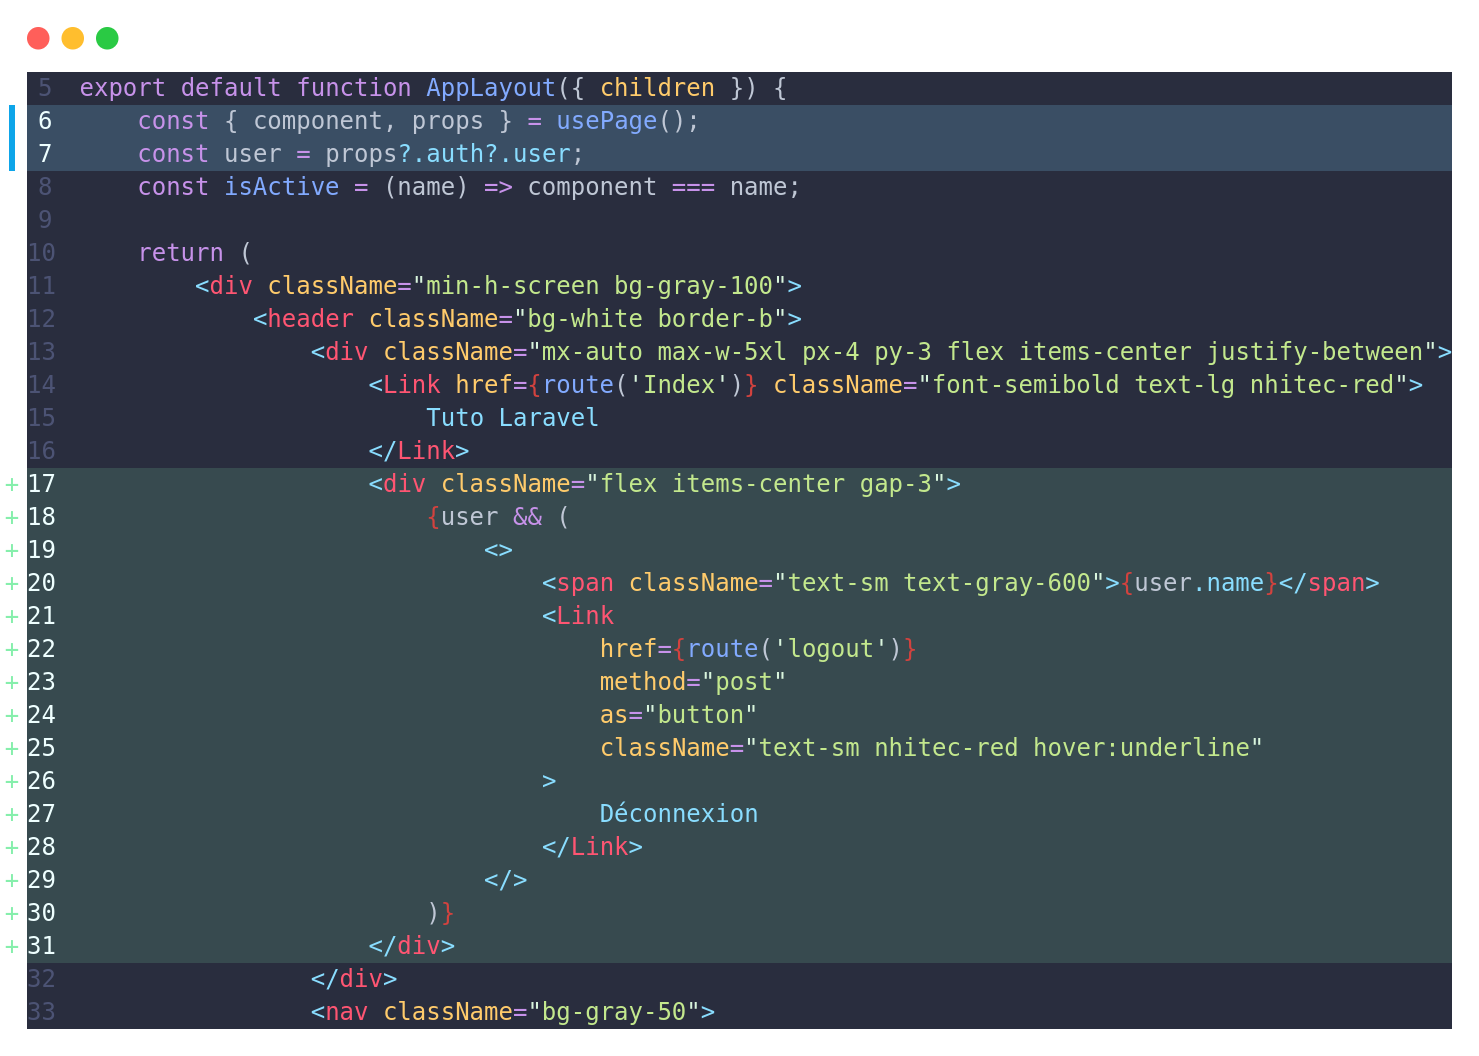 5 export default function AppLayout({ children }) {
6     const { component, props } = usePage();
7     const user = props?.auth?.user;
8     const isActive = (name) => component === name;
9
10     return (
11         <div className="min-h-screen bg-gray-100">
12             <header className="bg-white border-b">
13                 <div className="mx-auto max-w-5xl px-4 py-3 flex items-center justify-between">
14                     <Link href={route('Index')} className="font-semibold text-lg nhitec-red">
15                         Tuto Laravel
16                     </Link>
+ 17                     <div className="flex items-center gap-3">
+ 18                         {user && (
+ 19                             <>
+ 20                                 <span className="text-sm text-gray-600">{user.name}</span>
+ 21                                 <Link
+ 22                                     href={route('logout')}
+ 23                                     method="post"
+ 24                                     as="button"
+ 25                                     className="text-sm nhitec-red hover:underline"
+ 26                                 >
+ 27                                     Déconnexion
+ 28                                 </Link>
+ 29                             </>
+ 30                         )}
+ 31                     </div>
32                 </div>
33                 <nav className="bg-gray-50">